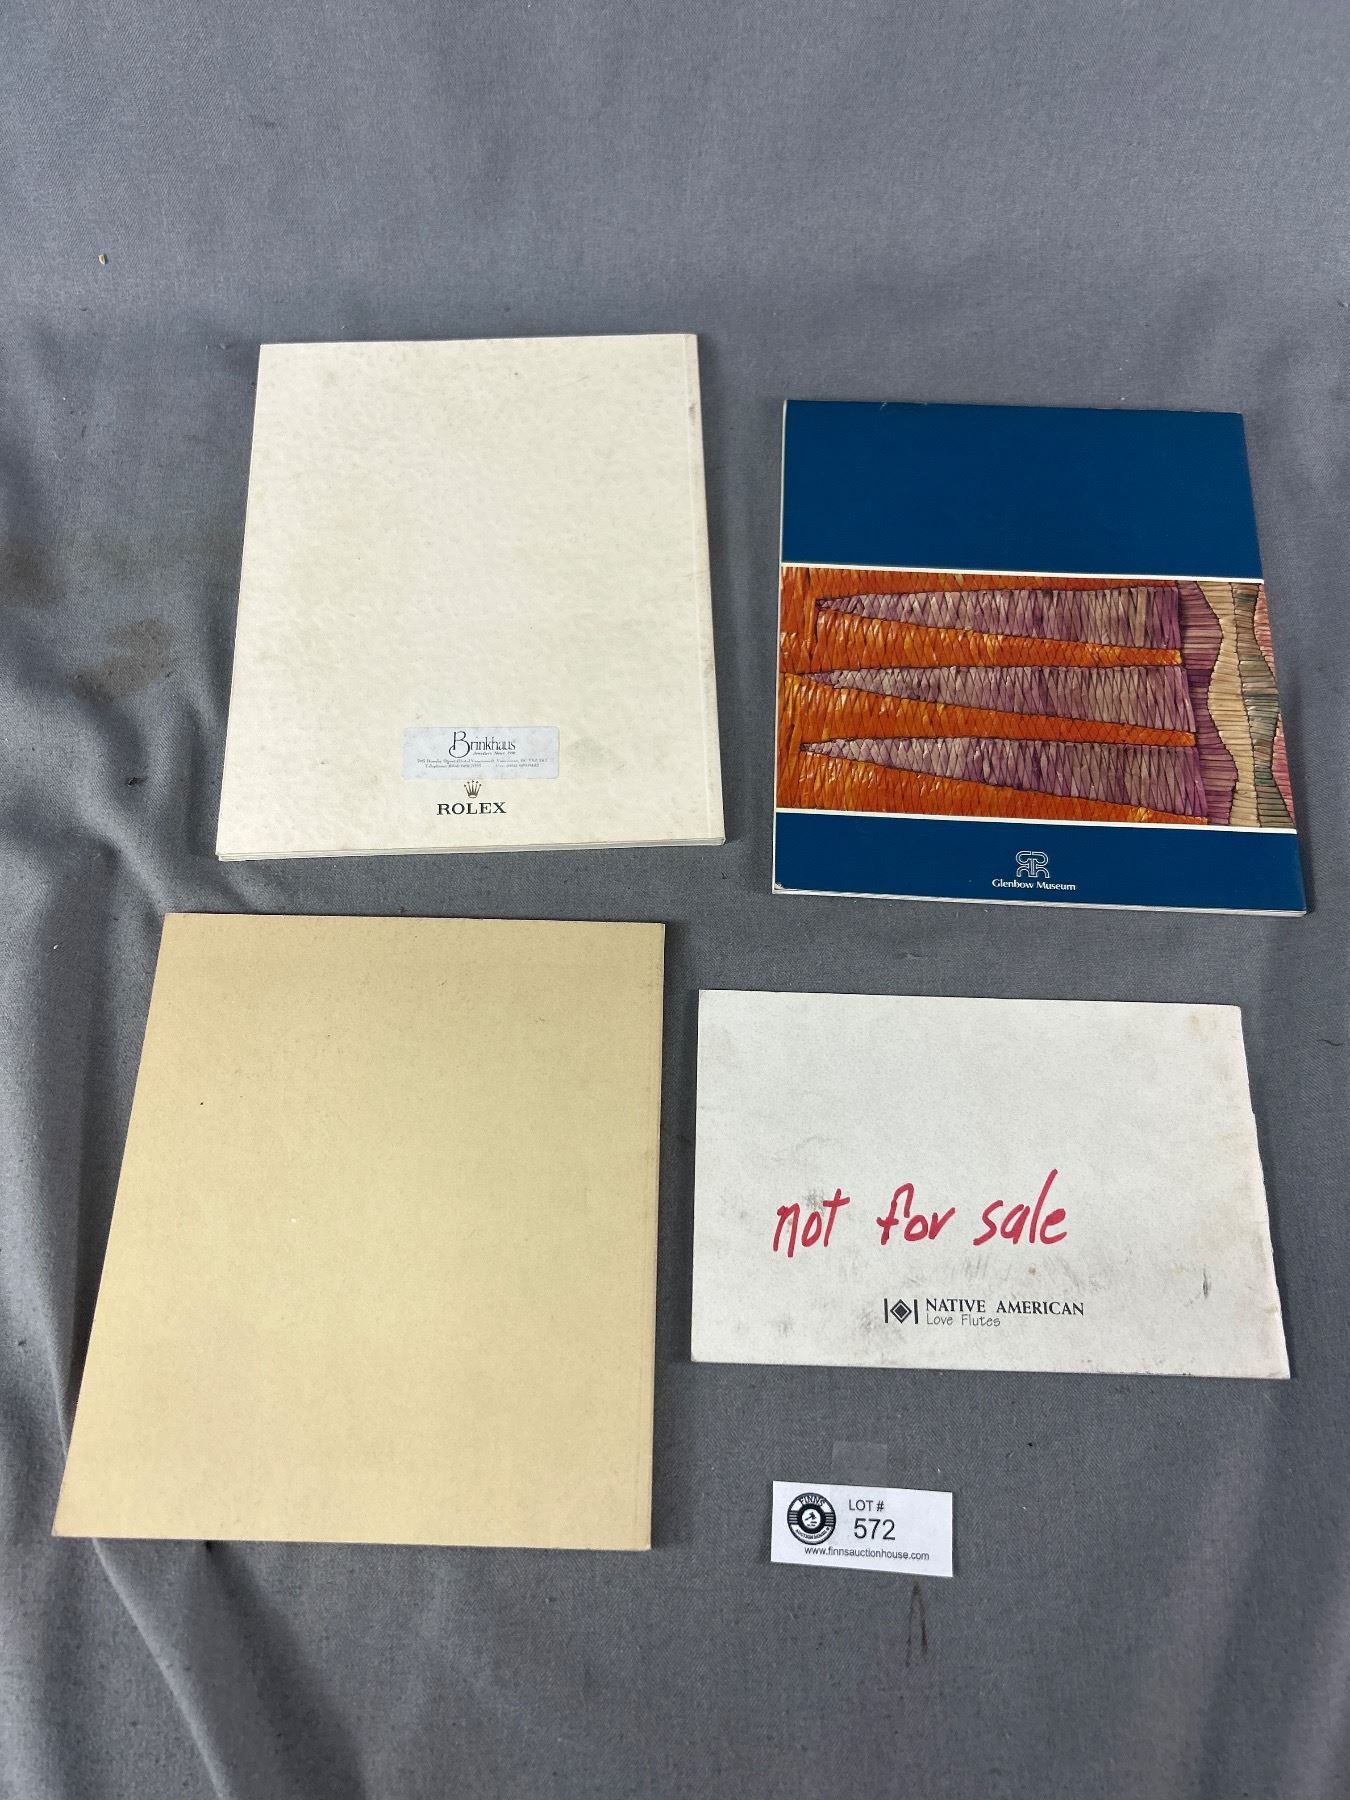 Brinkhaus
ROLEX
Glenbow Museum
not for sale
NATIVE AMERICAN
Love Flutes
FINNS
LOT #
572
www.finnsauctionhouse.com